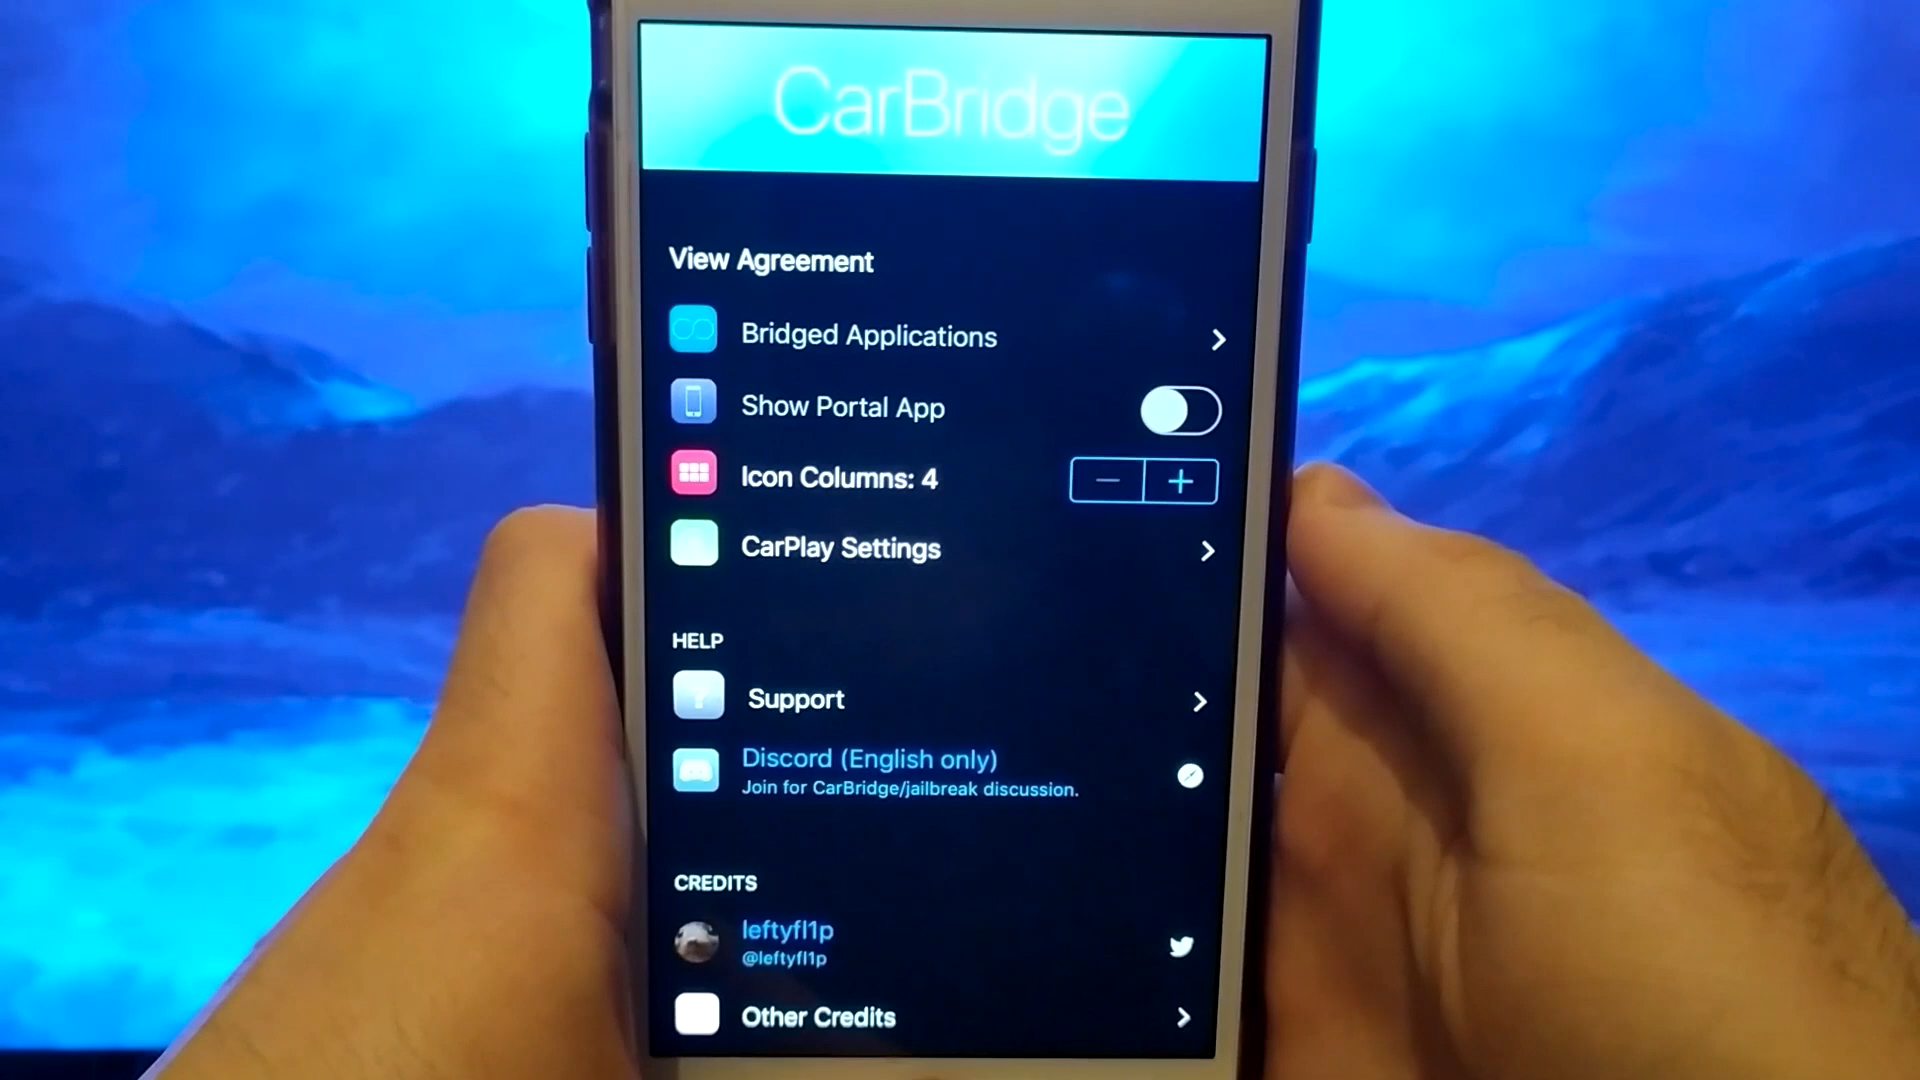 CarBridge
View Agreement
Bridged Applications
Show Portal App
Icon Columns: 4
CarPlay Settings
HELP
Support
Discord (English only)
Join for CarBridge/jailbreak discussion.
CREDITS
leftyfl1p
@leftyfl1p
Other Credits